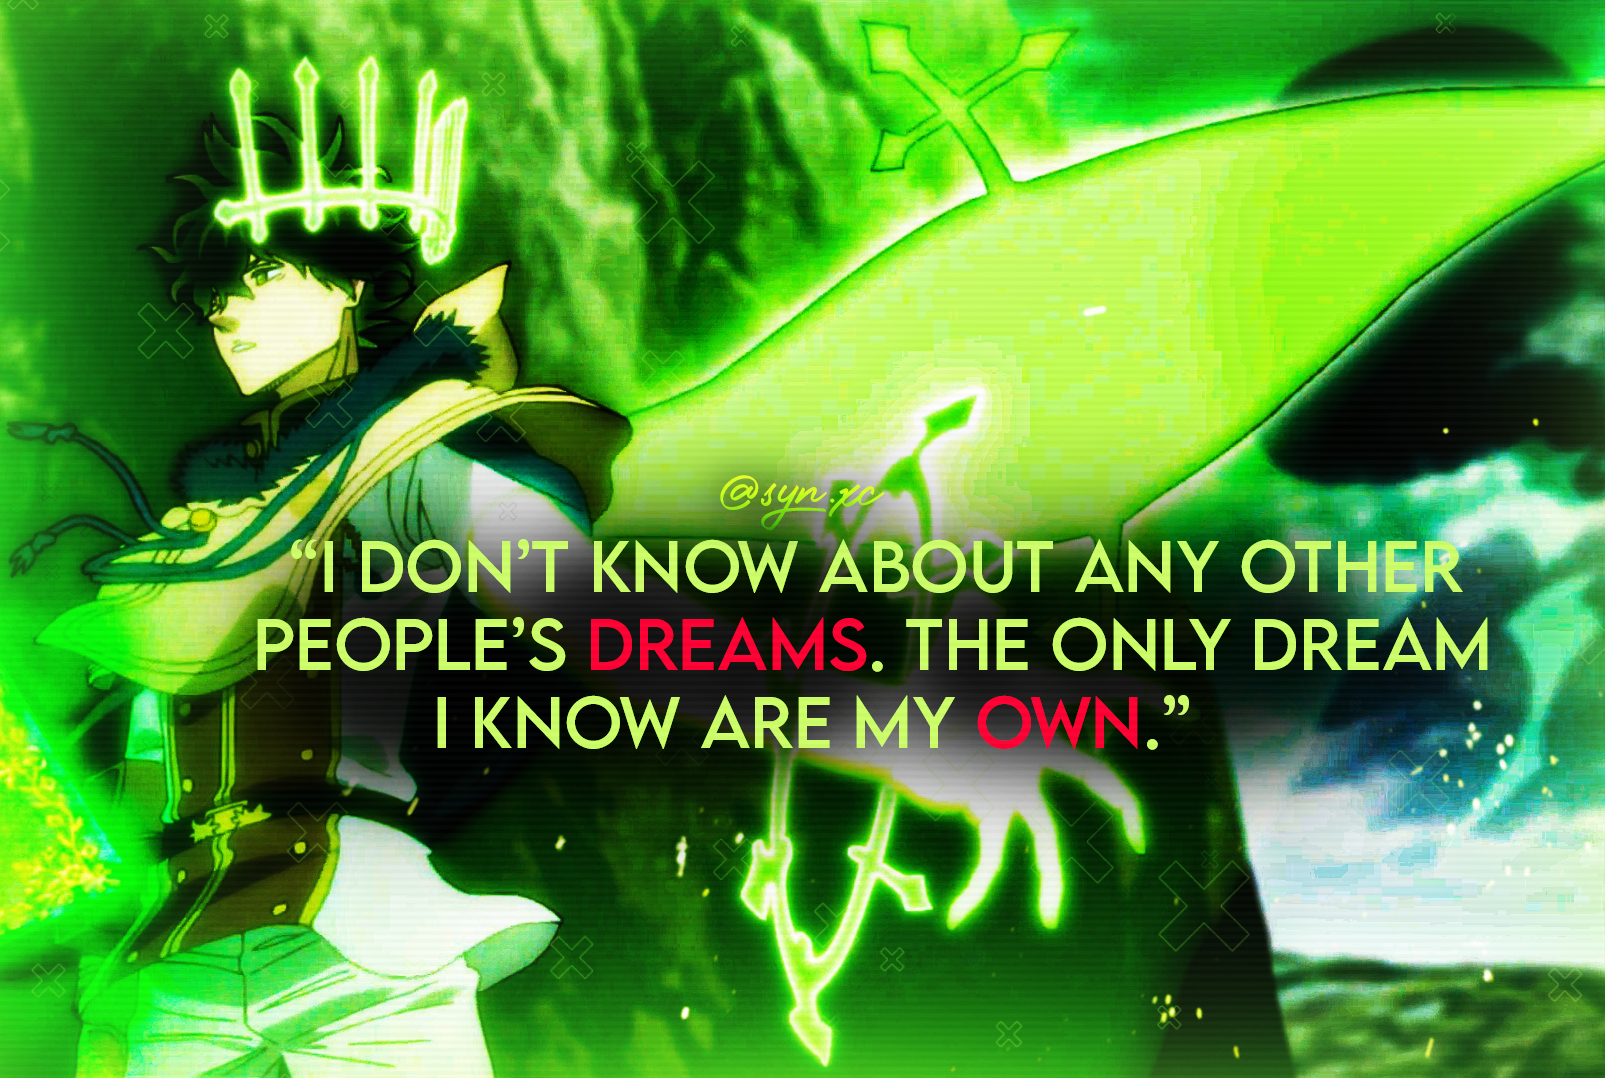 @syn.xc
“I DON’T KNOW ABOUT ANY OTHER
PEOPLE’S DREAMS. THE ONLY DREAM
I KNOW ARE MY OWN.”